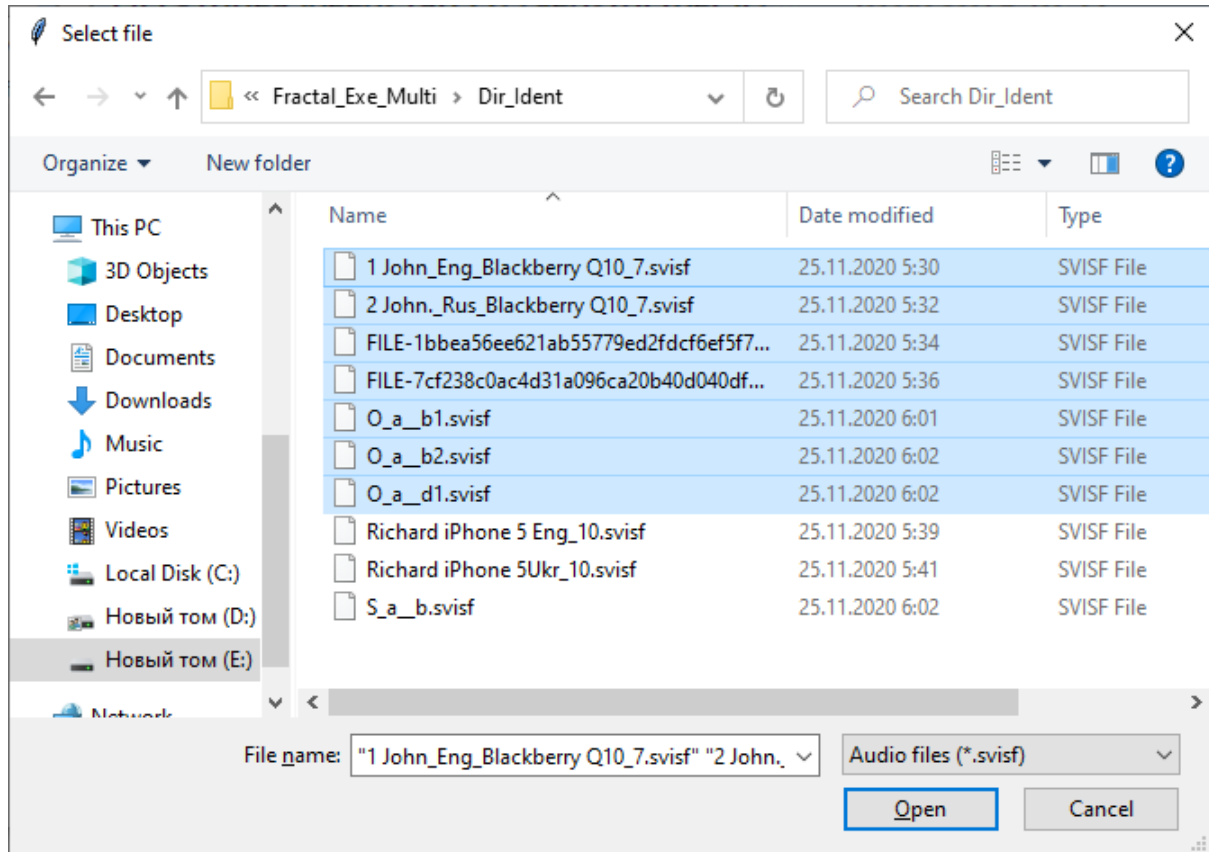 Select file
« Fractal_Exe_Multi › Dir_Ident
Search Dir_Ident
Organize
New folder
This PC
3D Objects
Desktop
Documents
Downloads
Music
Pictures
Videos
Local Disk (C:)
Новый том (D:)
Новый том (E:)
Network
Name Date modified Type
1 John_Eng_Blackberry Q10_7.svisf 25.11.2020 5:30 SVISF File
2 John._Rus_Blackberry Q10_7.svisf 25.11.2020 5:32 SVISF File
FILE-1bbea56ee621ab55779ed2fdcf6ef5f7... 25.11.2020 5:34 SVISF File
FILE-7cf238c0ac4d31a096ca20b40d040df... 25.11.2020 5:36 SVISF File
O_a__b1.svisf 25.11.2020 6:01 SVISF File
O_a__b2.svisf 25.11.2020 6:02 SVISF File
O_a__d1.svisf 25.11.2020 6:02 SVISF File
Richard iPhone 5 Eng_10.svisf 25.11.2020 5:39 SVISF File
Richard iPhone 5Ukr_10.svisf 25.11.2020 5:41 SVISF File
S_a__b.svisf 25.11.2020 6:02 SVISF File
File name: "1 John_Eng_Blackberry Q10_7.svisf" "2 John._
Audio files (*.svisf)
Open
Cancel